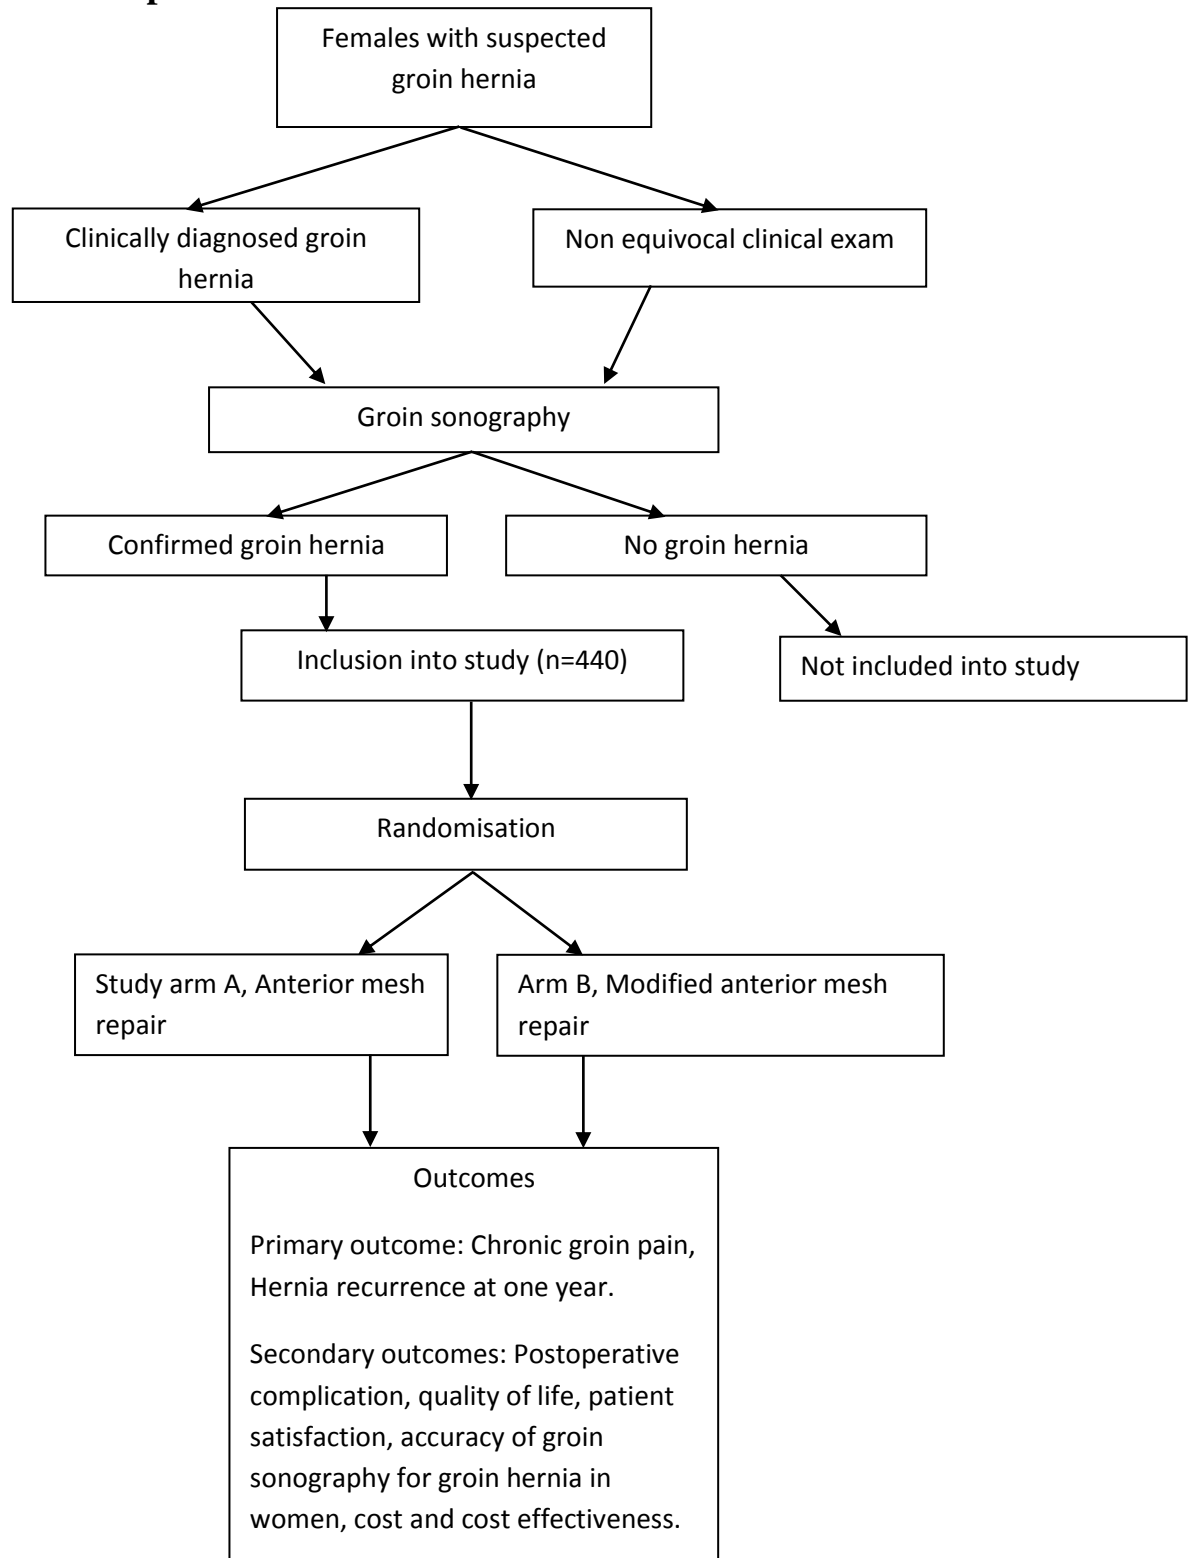 Females with suspected
groin hernia
Clinically diagnosed groin
hernia
Non equivocal clinical exam
Groin sonography
Confirmed groin hernia
No groin hernia
Inclusion into study (n=440)
Not included into study
Randomisation
Study arm A, Anterior mesh
repair
Arm B, Modified anterior mesh
repair
Outcomes
Primary outcome: Chronic groin pain,
Hernia recurrence at one year.
Secondary outcomes: Postoperative
complication, quality of life, patient
satisfaction, accuracy of groin
sonography for groin hernia in
women, cost and cost effectiveness.